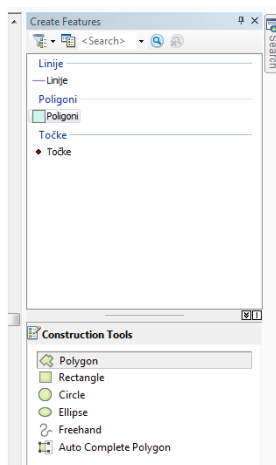 Create Features
<Search>
Search
Linije
Linije
Poligoni
Poligoni
Točke
Točke
Construction Tools
Polygon
Rectangle
Circle
Ellipse
Freehand
Auto Complete Polygon